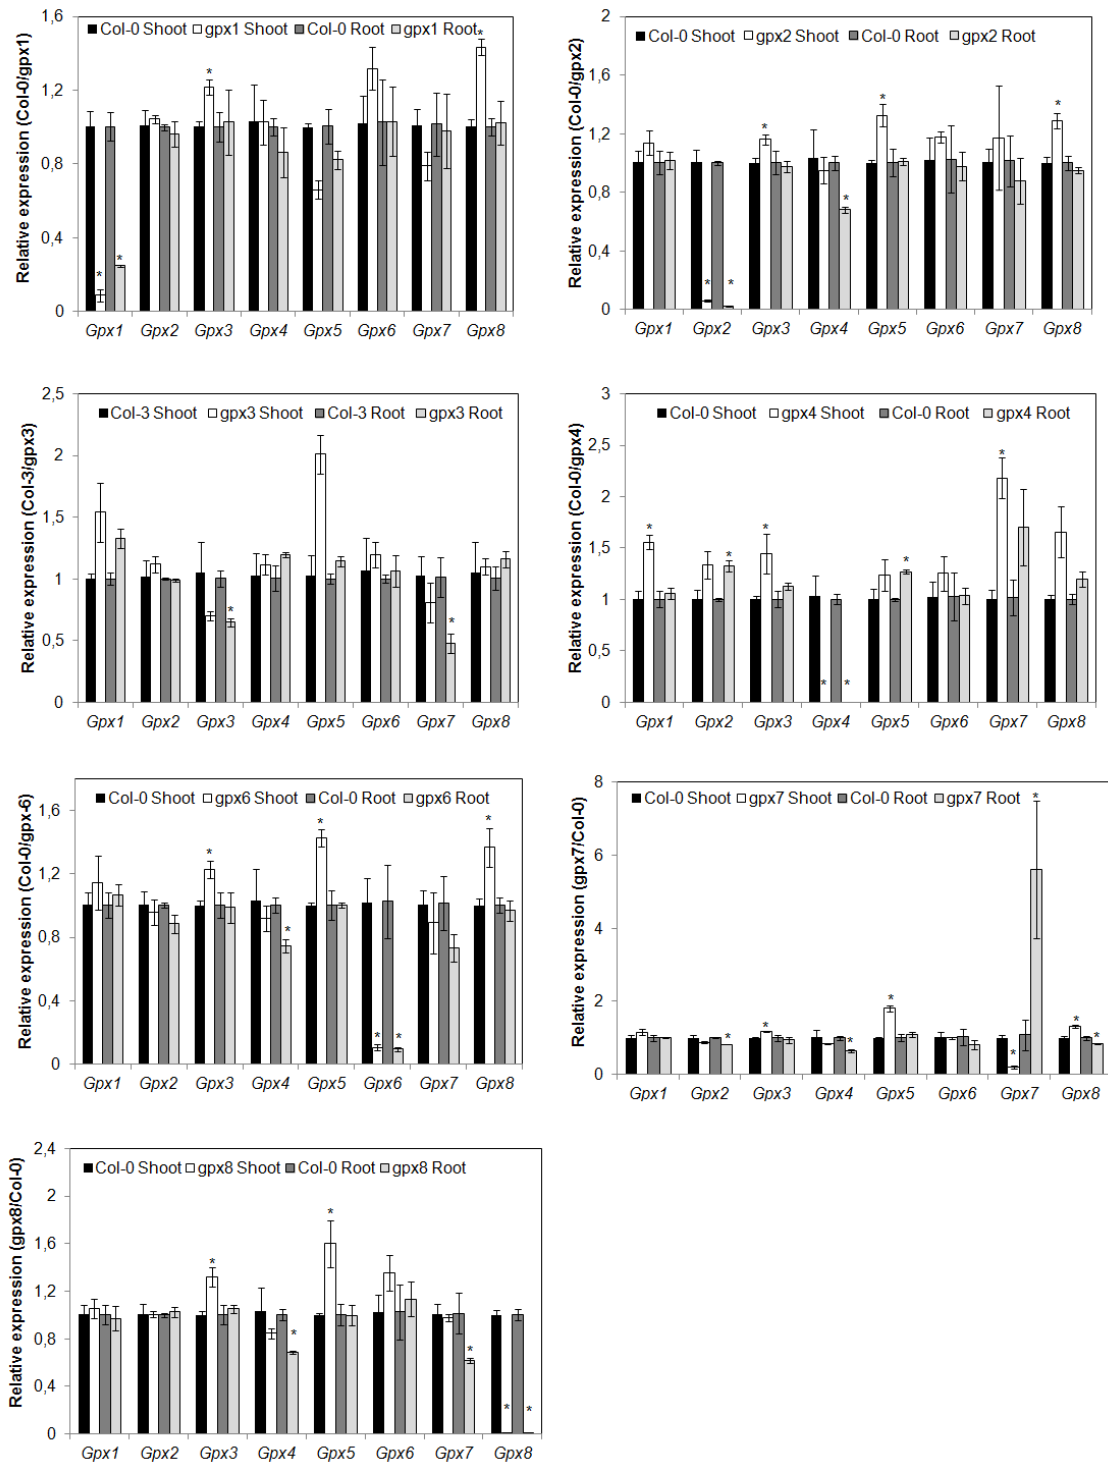 Relative expression (Col-0/gpx1)
1,6
1,2
0,8
0,4
0
Col-0 Shoot gpx1 Shoot Col-0 Root gpx1 Root
* * * *
Gpx1 Gpx2 Gpx3 Gpx4 Gpx5 Gpx6 Gpx7 Gpx8
Relative expression (Col-0/gpx2)
2
1,6
1,2
0,8
0,4
0
Col-0 Shoot gpx2 Shoot Col-0 Root gpx2 Root
* * * * * *
Gpx1 Gpx2 Gpx3 Gpx4 Gpx5 Gpx6 Gpx7 Gpx8
Relative expression (Col-3/gpx3)
2,5
2
1,5
1
0,5
0
Col-3 Shoot gpx3 Shoot Col-3 Root gpx3 Root
* *
Gpx1 Gpx2 Gpx3 Gpx4 Gpx5 Gpx6 Gpx7 Gpx8
Relative expression (Col-0/gpx4)
3
2,5
2
1,5
1
0,5
0
Col-0 Shoot gpx4 Shoot Col-0 Root gpx4 Root
* * * * * * *
Gpx1 Gpx2 Gpx3 Gpx4 Gpx5 Gpx6 Gpx7 Gpx8
Relative expression (Col-0/gpx-6)
1,6
1,2
0,8
0,4
0
Col-0 Shoot gpx6 Shoot Col-0 Root gpx6 Root
* * * * * *
Gpx1 Gpx2 Gpx3 Gpx4 Gpx5 Gpx6 Gpx7 Gpx8
Relative expression (gpx7/Col-0)
8
6
4
2
0
Col-0 Shoot gpx7 Shoot Col-0 Root gpx7 Root
* * * * * * * *
Gpx1 Gpx2 Gpx3 Gpx4 Gpx5 Gpx6 Gpx7 Gpx8
Relative expression (gpx8/Col-0)
2,4
2
1,6
1,2
0,8
0,4
0
Col-0 Shoot gpx8 Shoot Col-0 Root gpx8 Root
* * * * * *
Gpx1 Gpx2 Gpx3 Gpx4 Gpx5 Gpx6 Gpx7 Gpx8